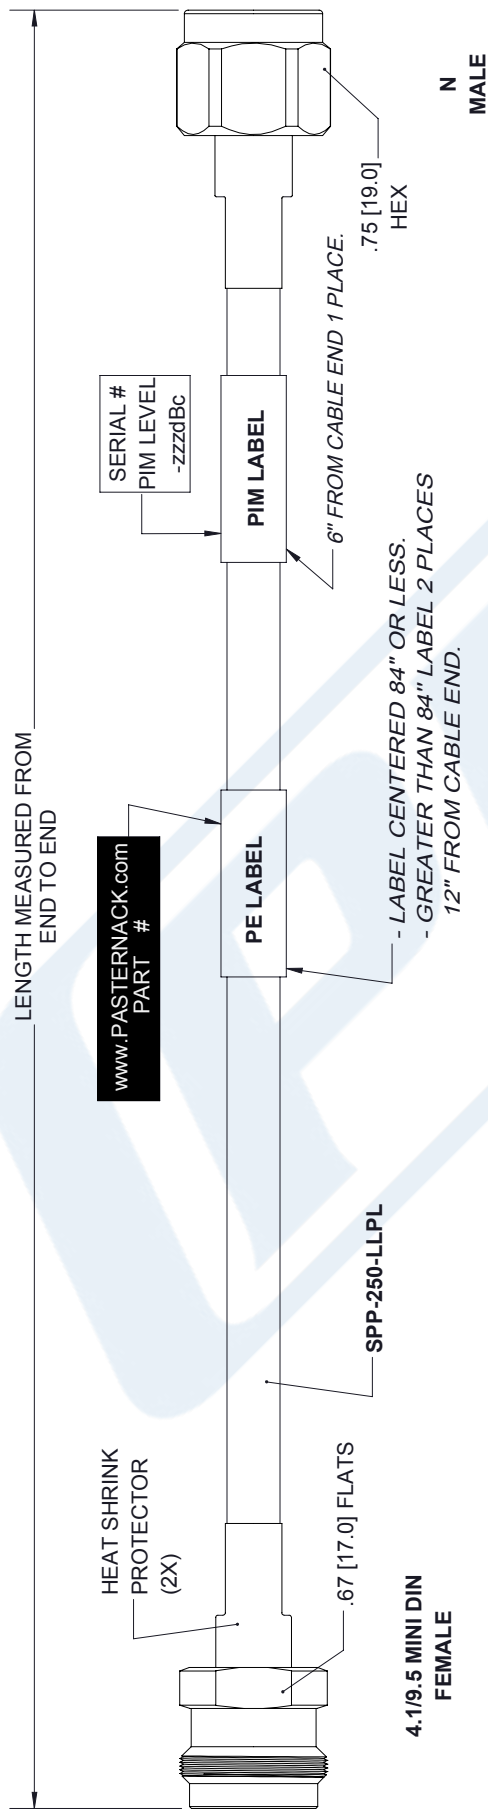 LENGTH MEASURED FROM
END TO END
HEAT SHRINK
PROTECTOR
(2X)
www.PASTERNACK.com
PART #
SERIAL #
PIM LEVEL
-zzzdBc
PE LABEL
PIM LABEL
.67 [17.0] FLATS
SPP-250-LLPL
- LABEL CENTERED 84" OR LESS.
- GREATER THAN 84" LABEL 2 PLACES
12" FROM CABLE END.
6" FROM CABLE END 1 PLACE.
.75 [19.0]
HEX
4.1/9.5 MINI DIN
FEMALE
N
MALE